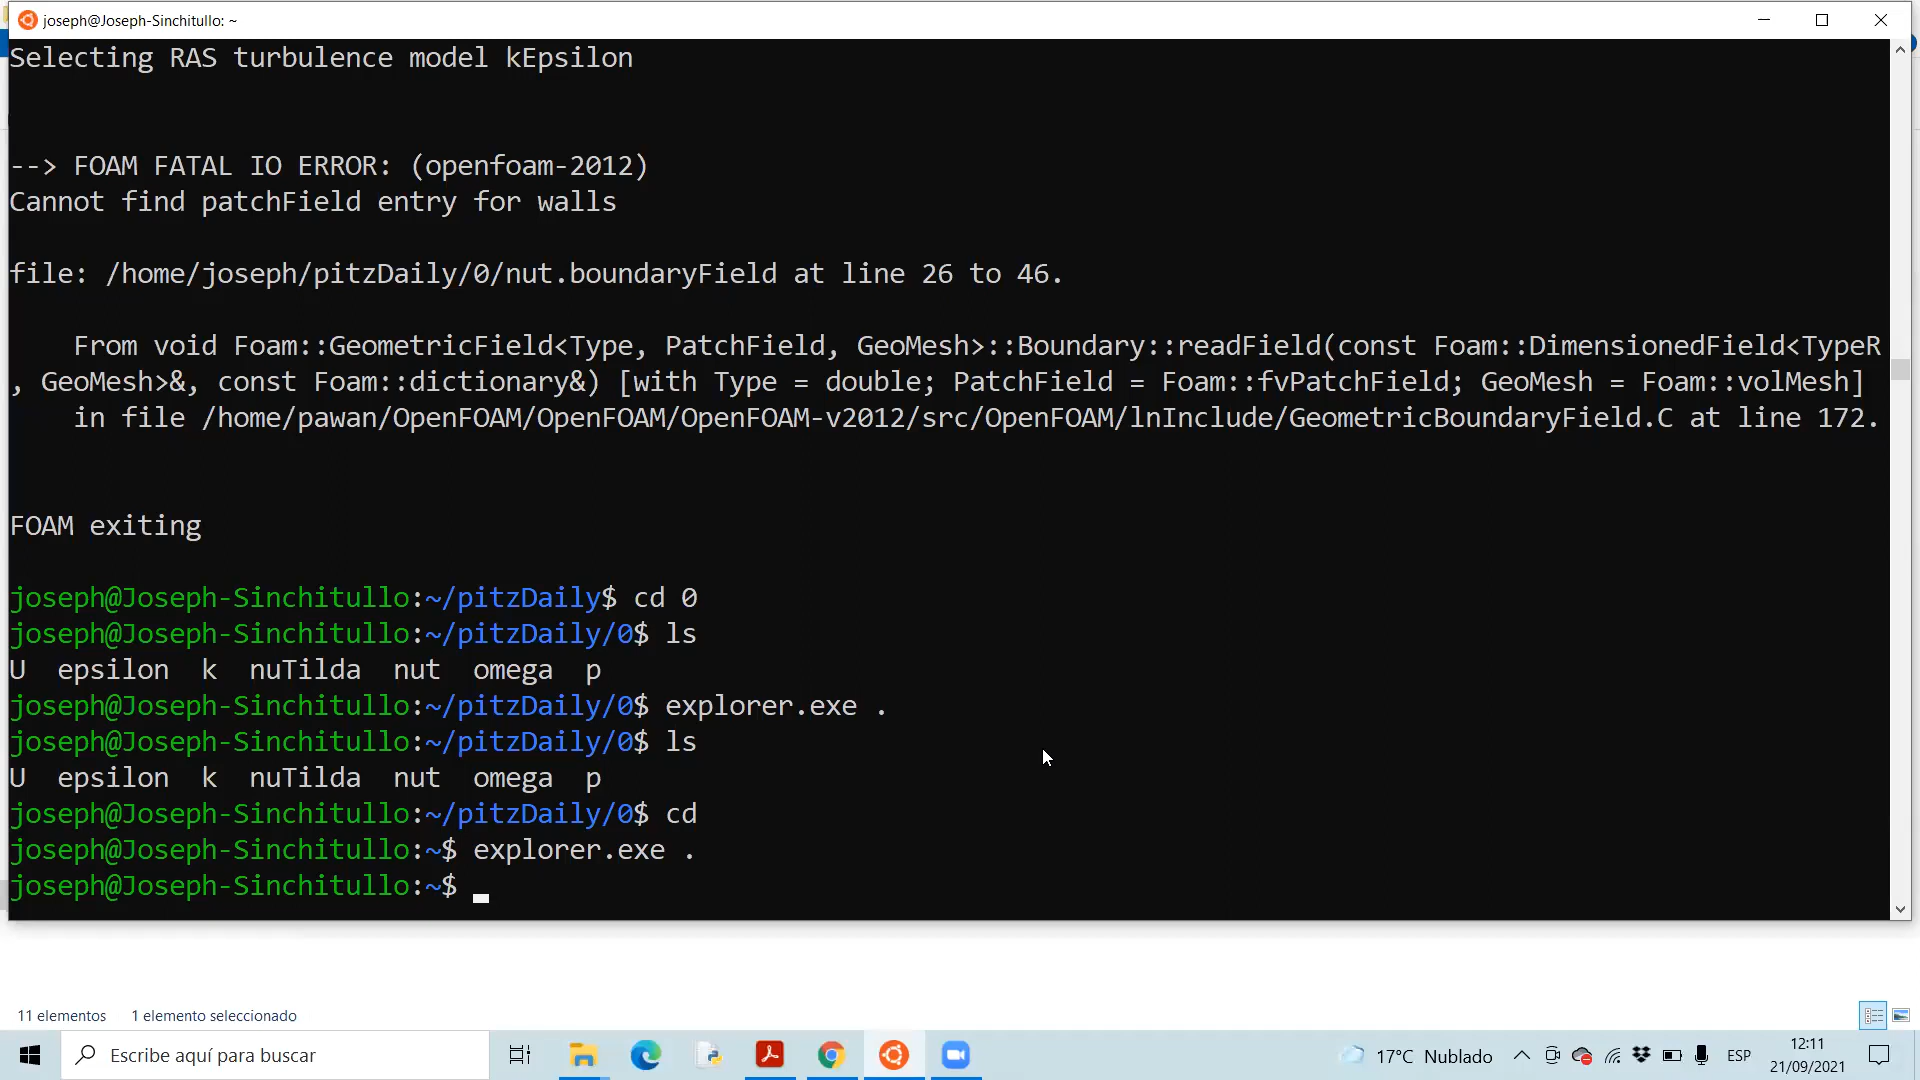 joseph@Joseph-Sinchitullo: ~
Selecting RAS turbulence model kEpsilon
--> FOAM FATAL IO ERROR: (openfoam-2012)
Cannot find patchField entry for walls
file: /home/joseph/pitzDaily/0/nut.boundaryField at line 26 to 46.
From void Foam::GeometricField<Type, PatchField, GeoMesh>::Boundary::readField(const Foam::DimensionedField<TypeR
, GeoMesh>&, const Foam::dictionary&) [with Type = double; PatchField = Foam::fvPatchField; GeoMesh = Foam::volMesh]
in file /home/pawan/OpenFOAM/OpenFOAM/OpenFOAM-v2012/src/OpenFOAM/lnInclude/GeometricBoundaryField.C at line 172.
FOAM exiting
joseph@Joseph-Sinchitullo:~/pitzDaily$ cd 0
joseph@Joseph-Sinchitullo:~/pitzDaily/0$ ls
U epsilon k nuTilda nut omega p
joseph@Joseph-Sinchitullo:~/pitzDaily/0$ explorer.exe .
joseph@Joseph-Sinchitullo:~/pitzDaily/0$ ls
U epsilon k nuTilda nut omega p
joseph@Joseph-Sinchitullo:~/pitzDaily/0$ cd
joseph@Joseph-Sinchitullo:~$ explorer.exe .
joseph@Joseph-Sinchitullo:~$
11 elementos 1 elemento seleccionado
Escribe aquí para buscar
17°C Nublado
ESP
12:11
21/09/2021